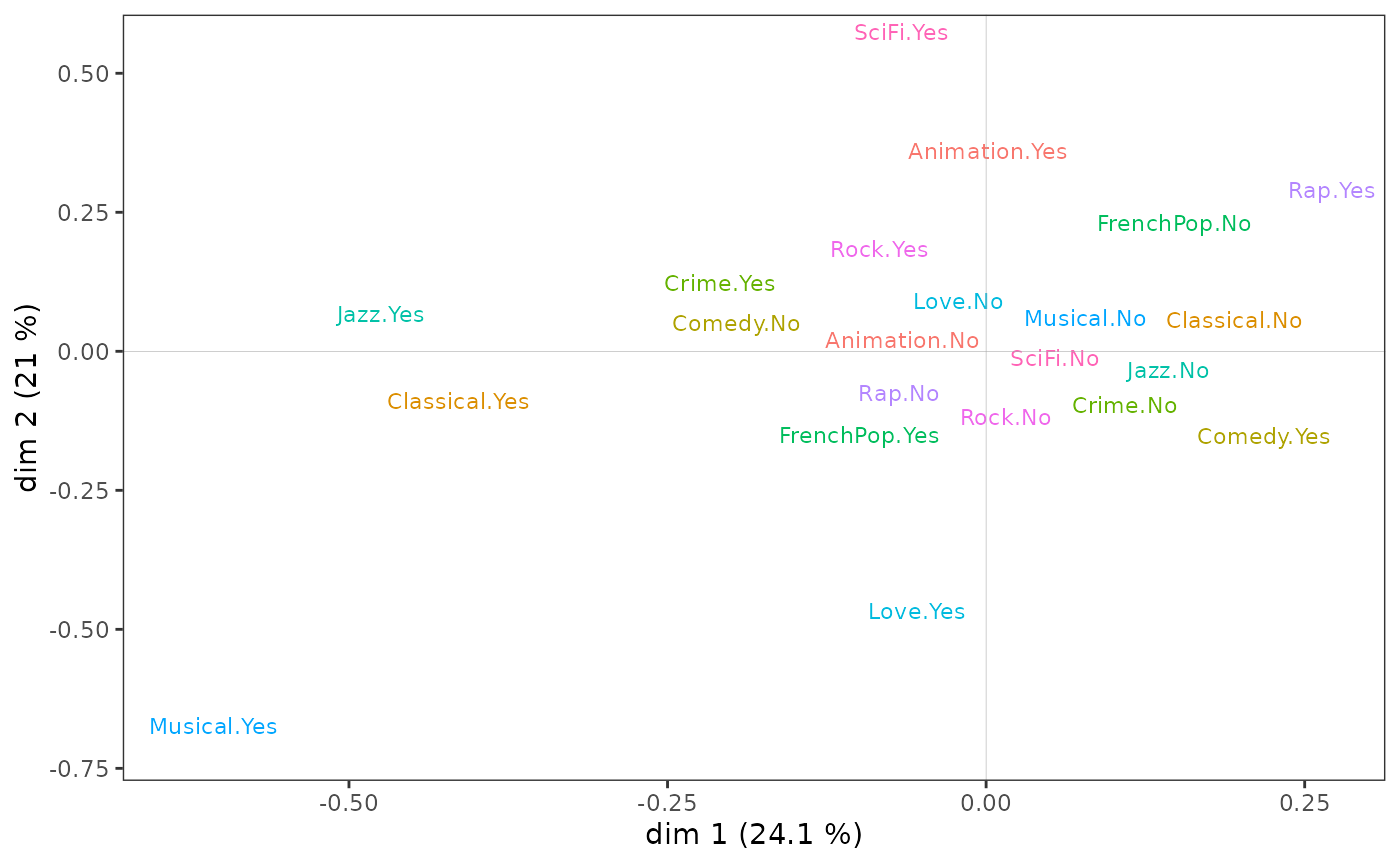 SciFi.Yes
0.50
Animation.Yes
Rap.Yes
0.25
FrenchPop.No
Rock.Yes
Crime.Yes
Love.No
Jazz.Yes
Musical.No
Classical.No
Comedy.No
Animation.No
0.00
SciFi.No
Jazz.No
Rap.No
Classical.Yes
Crime.No
Rock.No
FrenchPop.Yes
Comedy.Yes
dim 2 (21 %)
-0.25
Love.Yes
-0.50
Musical.Yes
-0.75
-0.50 -0.25 0.00 0.25
dim 1 (24.1 %)